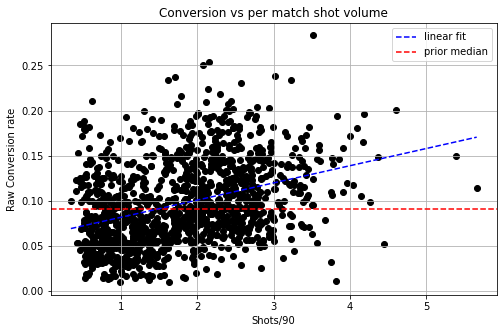 Conversion vs per match shot volume
linear fit
prior median
Raw Conversion rate
0.25
0.20
0.15
0.10
0.05
0.00
1 2 3 4 5
Shots/90